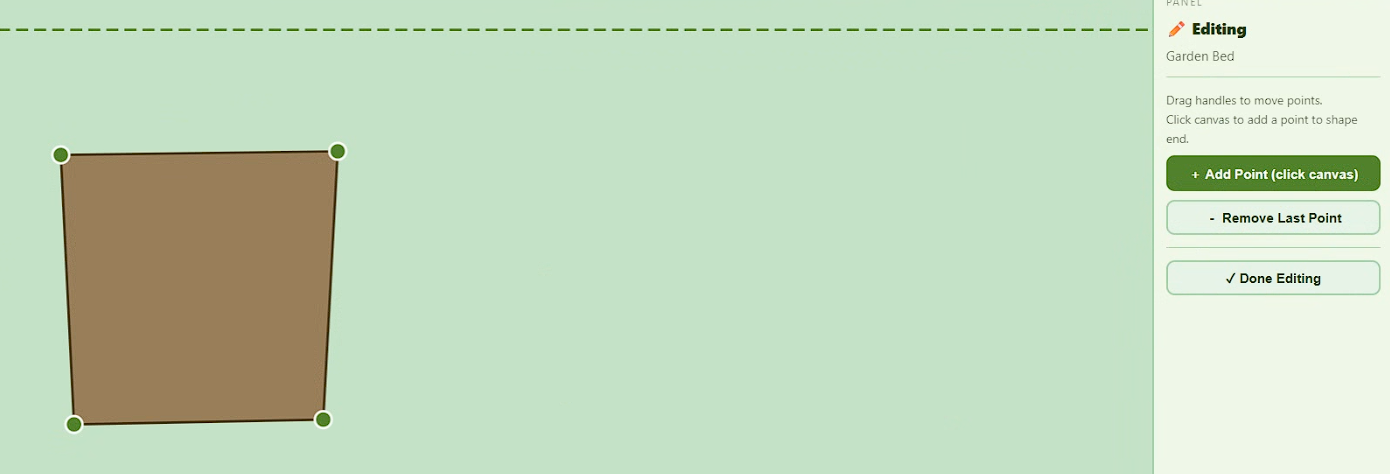 PANEL
✏️ Editing
Garden Bed
Drag handles to move points.
Click canvas to add a point to shape
end.
+ Add Point (click canvas)
- Remove Last Point
✓ Done Editing